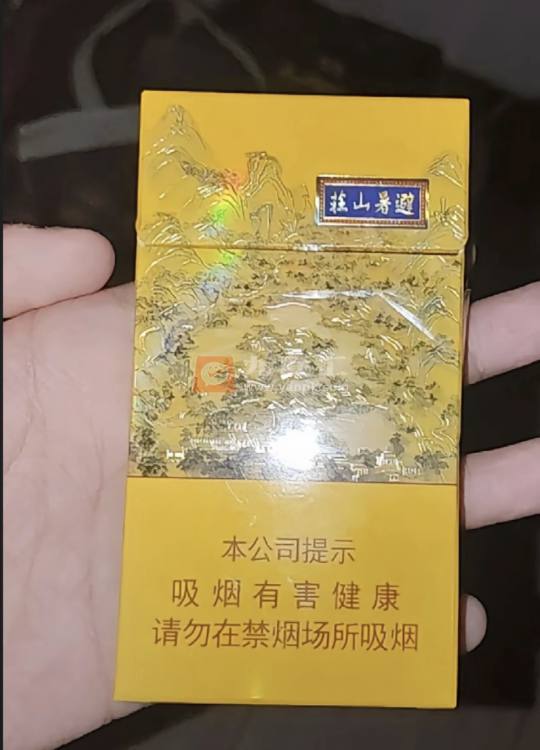 避暑山莊
本公司提示
吸烟有害健康
请勿在禁烟场所吸烟